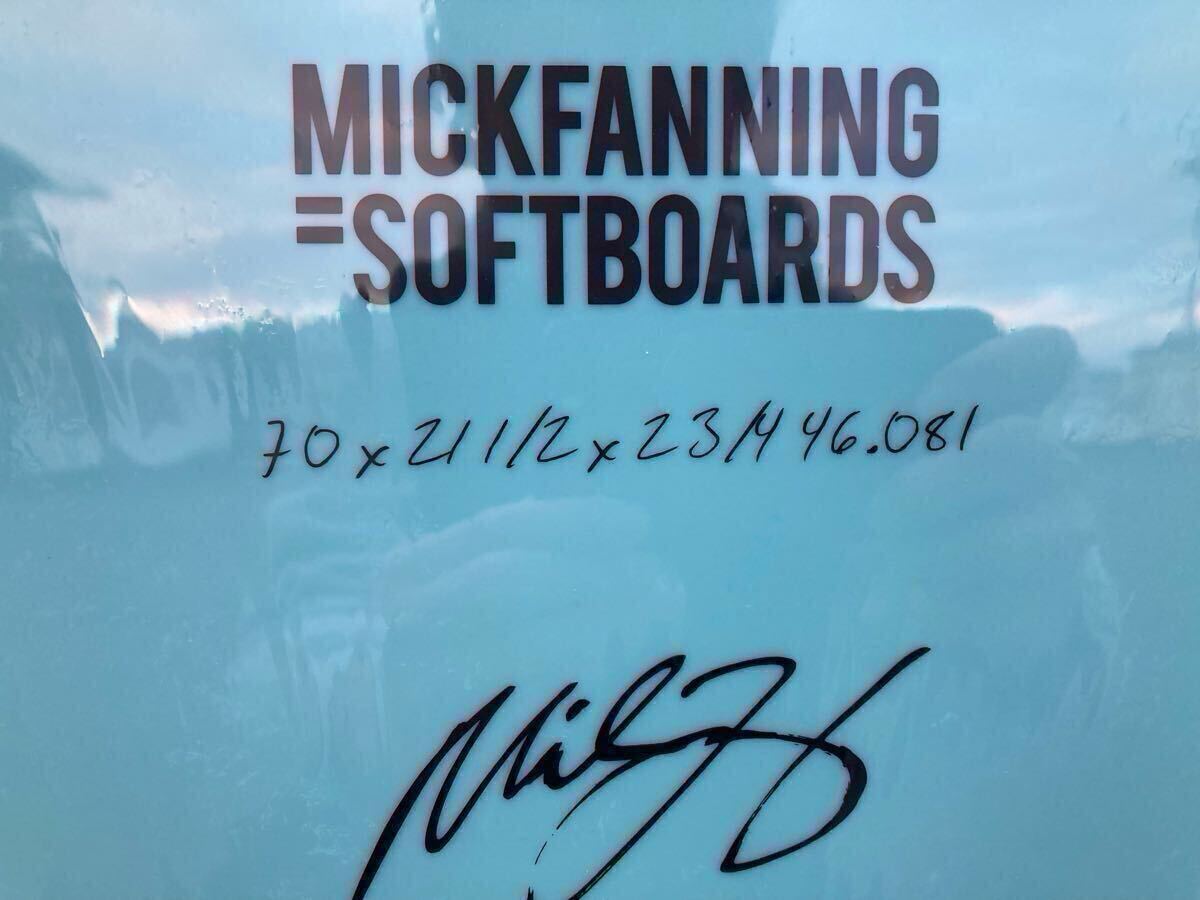 MICKFANNING
=SOFTBOARDS
70 x 21 1/2 x 2 3/4 46.081